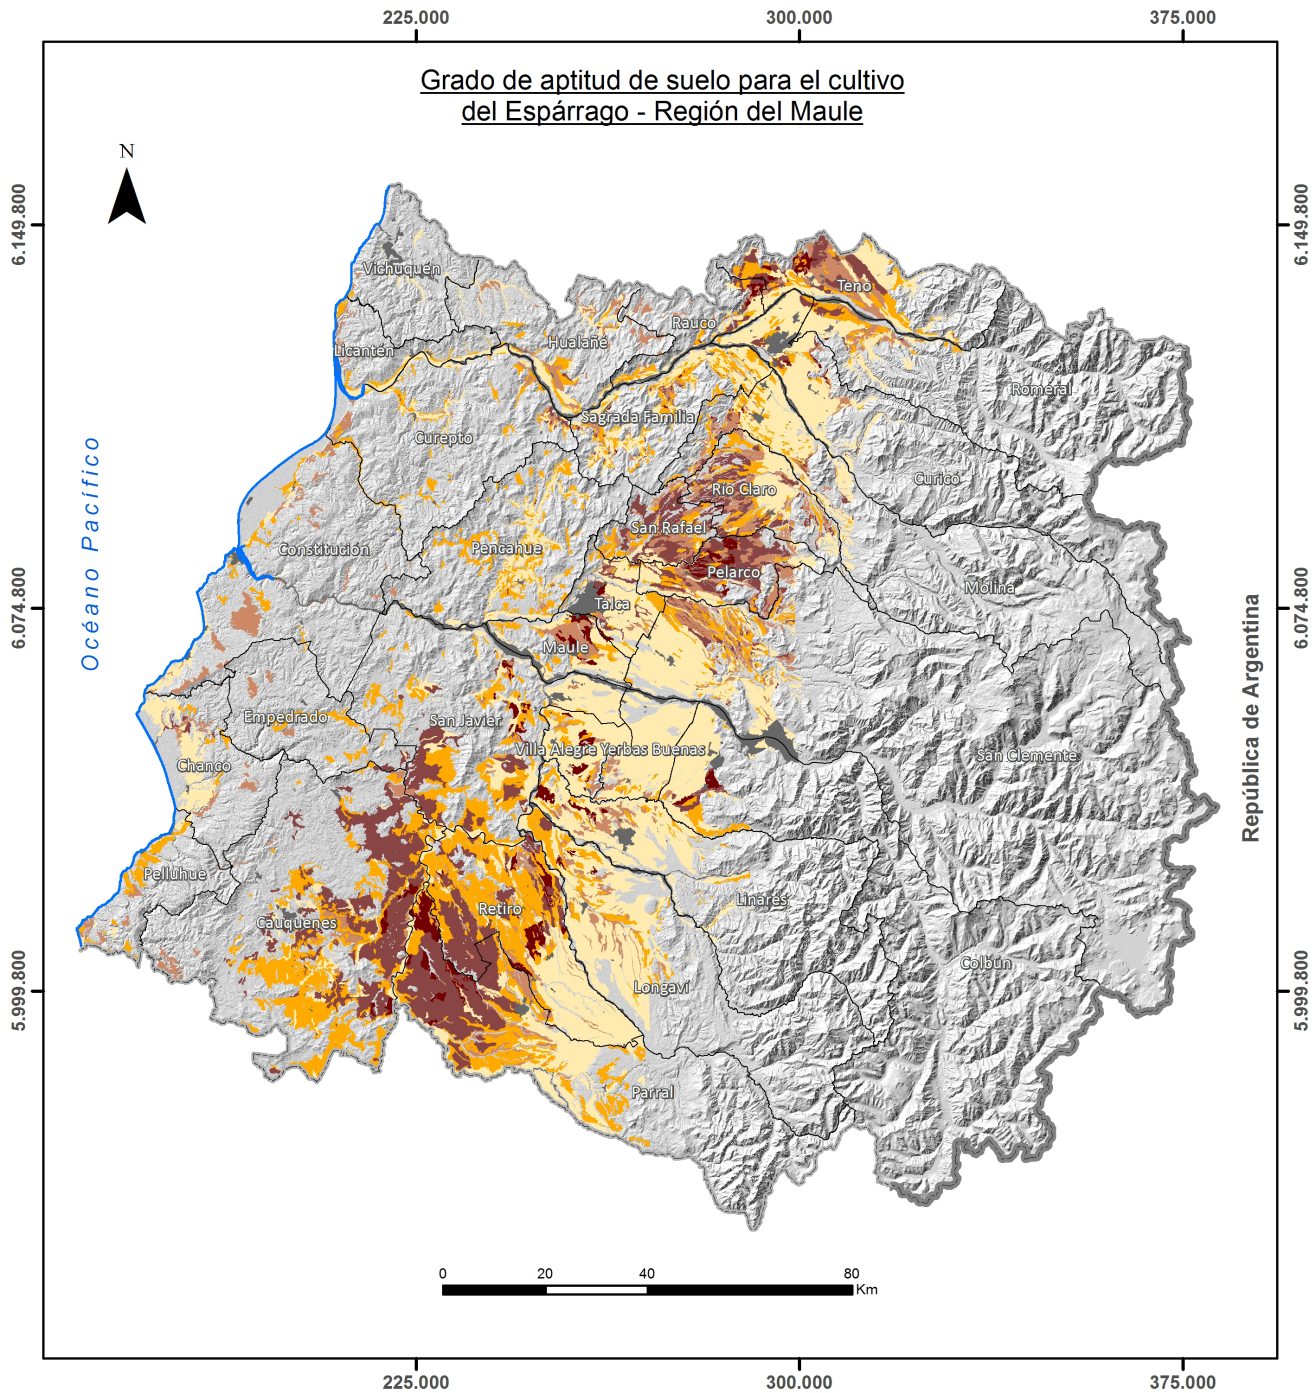 225.000
300.000
375.000
Grado de aptitud de suelo para el cultivo
del Espárrago - Región del Maule
N
6.149.800
6.149.800
Vichuquén
Teno
Rauco
Hualañé
Licantén
Romeral
Sagrada Familia
Curepto
Océano Pacífico
Curicó
Río Claro
San Rafael
Constitución
Pencahue
Pelarco
Molina
6.074.800
6.074.800
Talca
Maule
República de Argentina
Empedrado
San Javier
Villa Alegre
Yerbas Buenas
San Clemente
Chanco
Pelluhue
Linares
Retiro
Cauquenes
Colbún
Longaví
5.999.800
5.999.800
Parral
0
20
40
80
Km
225.000
300.000
375.000